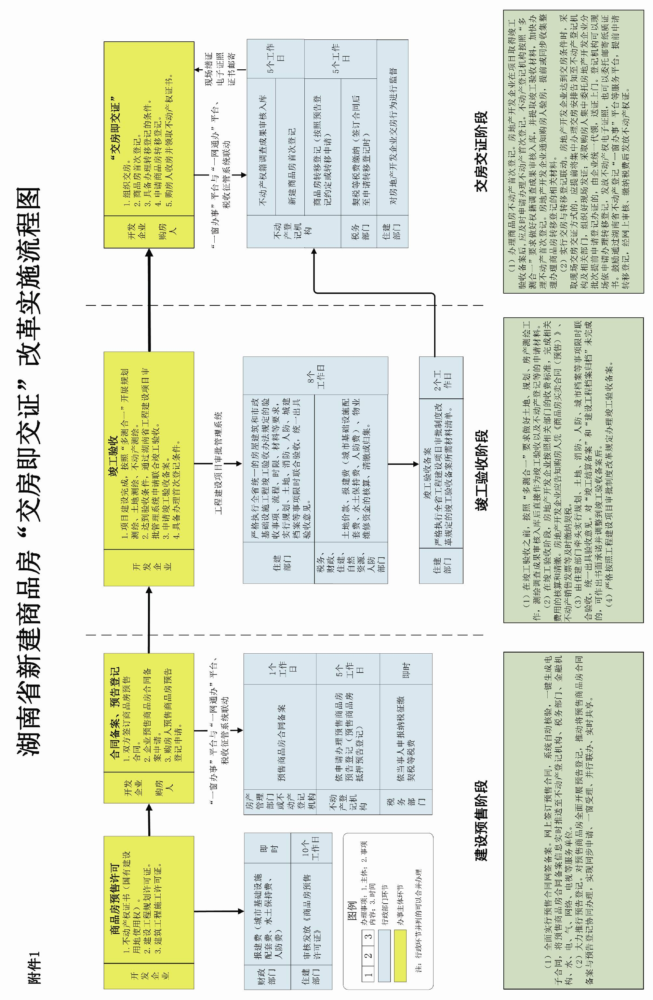 附件1
湖南省新建商品房“交房即交证”改革实施流程图
开发企业
商品房预售许可
1. 不动产权证书（国有建设
用地使用权）。
2. 建设工程规划许可证。
3. 建筑工程施工许可证。
财政
部门
报建费（城市基础设施
配套费、水土保持费、
人防费）
即
时
住建
部门
审核发放《商品房预售
许可证》
10个
工作日
图例
1 2 3
办理事项：1. 主体；2. 事项
内容；3. 时间
行政部门环节
办事主体环节
注：行政环节并列的可以合并办理
开发
企业
购房
人
合同备案、预告登记
1. 双方签订商品房预售
合同。
2. 企业预售商品房合同备
案申请。
3. 购房人预售商品房预告
登记申请。
“一窗办事”平台与“一网通办”平台、
税收征管系统联动
房产
管理
部门
或不
动产
登记
机构
预售商品房合同备案
1个
工作
日
不动
产登
记机
构
依申请办理预售商品房
预告登记（预售商品房
抵押预告登记）
5个
工作
日
税
务
部
门
依当事人申报纳税征缴
契税等税费
即时
建设预售阶段
（1）全面实行预售合同网签备案。网上签订预售合同，系统自动核验，一键生成电
子合同，将预售商品房合同备案信息实时推送至不动产登记机构、税务部门、金融机
构、水、电、气、网络、电视等服务单位。
（2）大力推行预告登记。对预售商品房全面开展预告登记，推动将预售商品房合同
备案与预告登记协同办理，实现同步申请、一窗受理、并行联办、实时共享。
开
发
企
业
竣工验收
1. 项目建设完成，按照“多测合一”开展规划
测绘、土地测绘、不动产测绘。
2. 达到验收条件，通过湖南省工程建设项目审
批管理系统申请联合竣工验收。
3. 申请竣工验收备案。
4. 具备办理首次登记条件。
工程建设项目审批管理系统
住建
部门
严格执行全省统一的房屋建筑和市政
基础设施工程竣工验收办法规定的验
收事项、流程、时限、材料等要求，
实行规划、土地、消防、人防、城建
档案等事项限时联合验收，统一出具
验收意见。
税务、
财政、
住建、
自然
资源、
人防
部门
土地价款、报建费（城市基础设施配
套费、水土保持费、人防费）、物业
维修资金的核算、清缴或归集。
8个
工作日
住建
部门
竣工验收备案
严格执行全省工程建设项目审批制度改
革规定的竣工验收备案所需材料清单。
2个工
作日
竣工验收阶段
（1）在竣工验收之前，按照“多测合一”要求做好土地、规划、房产测绘工
作，测绘调查成果审核入库后直接作为竣工验收以及不动产登记等的申请材料。
（2）在竣工验收阶段，房地产开发企业按照相关部门的收费标准，完成相关
费用的核算和清缴。房地产开发企业应告知购房人凭《商品房买卖合同（预售）》、
不动产销售发票等及时缴纳契税。
（3）由住建部门牵头实行规划、土地、消防、人防、城市档案等事项限时联
合验收，统一出具验收意见。对“竣工结算备案”和“建设工程档案归档”未完成
的，可作出书面承诺并调整到竣工验收备案后。
（4）严格按照工程建设项目审批制度改革规定办理竣工验收备案。
开发
企业
购房
人
“交房即交证”
1. 组织交房。
2. 商品房首次登记。
3. 具备办理转移登记的条件。
4. 申请商品房转移登记。
5. 购房人收房并领取不动产权证书。
“一窗办事”平台与“一网通办”平台、
税收征管系统联动
现场缮证
电子证照
证书邮寄
不动
产登
记机
构
不动产权籍调查成果审核入库
新建商品房首次登记
5个工作
日
商品房转移登记（按照预告登
记约定或转移申请）
税务
部门
契税等税费缴纳（签订合同后
至申请转移登记时）
5个工作
日
住建
部门
对房地产开发企业交房行为进行监督
交房交证阶段
（1）办理商品房不动产首次登记。房地产开发企业在项目取得竣工
验收备案后，应及时申请办理不动产首次登记。不动产登记机构按照“多
测合一”要求做好权籍调查成果审核入库，并提取竣工验收材料，加快办
理不动产首次登记。房地产开发企业通知购房人验房，提前或同步收集整
理办理商品房转移登记的相关材料。
（2）实行交房与转移登记联动。房地产开发企业达到交房条件时，采
取现场交房交证方式的，应提前将集中办理交房安排告知至不动产登记机
构及相关部门，组织好现场发证；采取购房人集中委托房地产开发企业分
批次提前申请登记办证的，由企业统一代领，送证上门。登记机构可以现
场依申请办理转移登记，发放不动产权电子证照，也可以委托邮寄纸质证
书。鼓励通过湖南省不动产登记“一窗办事”平台等服务平台，提前申请
转移登记，经网上审核、缴纳税费后发放不动产权证。